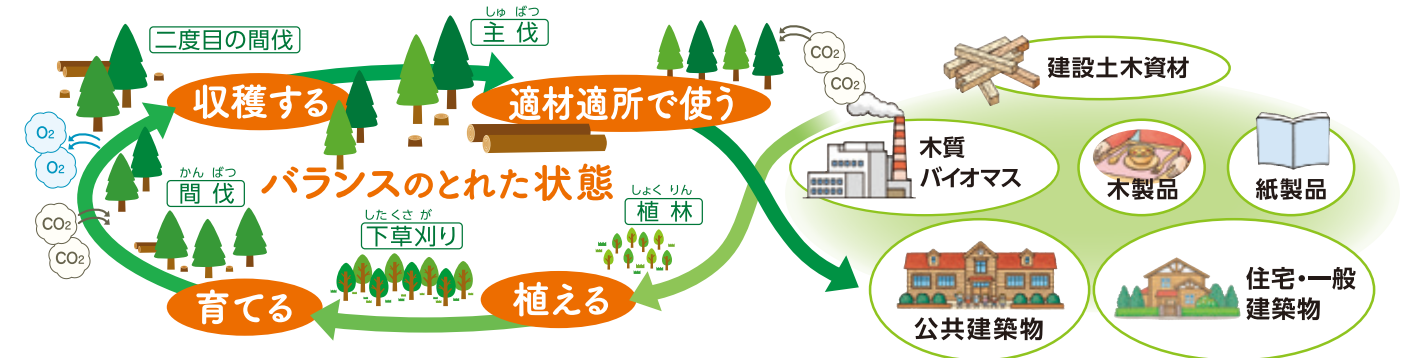 しゅ ばつ
主 伐
二度目の間伐
収穫する
適材適所で使う
CO₂
CO₂
建設土木資材
O₂
O₂
かん ばつ
間 伐
バランスのとれた状態
しょく りん
植 林
木質
バイオマス
木製品
紙製品
CO₂
CO₂
したくさ が
下草刈り
育てる
植える
公共建築物
住宅・一般
建築物